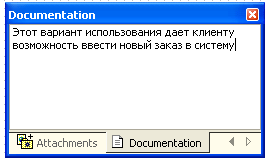 Documentation
Этот вариант использования дает клиенту
возможность ввести новый заказ в систему
Attachments
Documentation